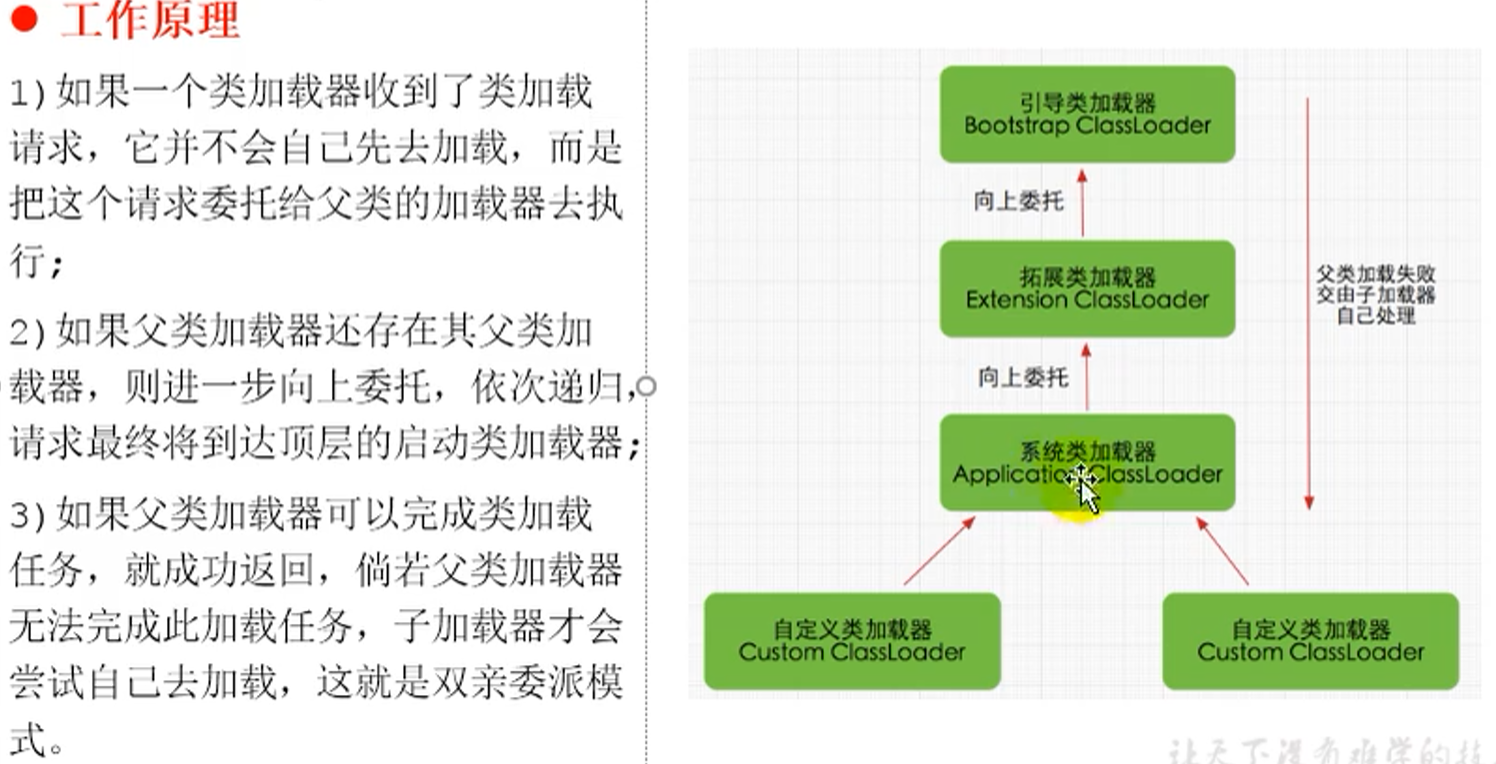 工作原理
1)如果一个类加载器收到了类加载
请求，它并不会自己先去加载，而是
把这个请求委托给父类的加载器去执
行；
2)如果父类加载器还存在其父类加
载器，则进一步向上委托，依次递归，
请求最终将到达顶层的启动类加载器；
3)如果父类加载器可以完成类加载
任务，就成功返回，倘若父类加载器
无法完成此加载任务，子加载器才会
尝试自己去加载，这就是双亲委派模
式。
引导类加载器
Bootstrap ClassLoader
向上委托
拓展类加载器
Extension ClassLoader
父类加载失败
交由子加载器
自己处理
向上委托
系统类加载器
Application ClassLoader
自定义类加载器
Custom ClassLoader
自定义类加载器
Custom ClassLoader
让天下没有难学的技